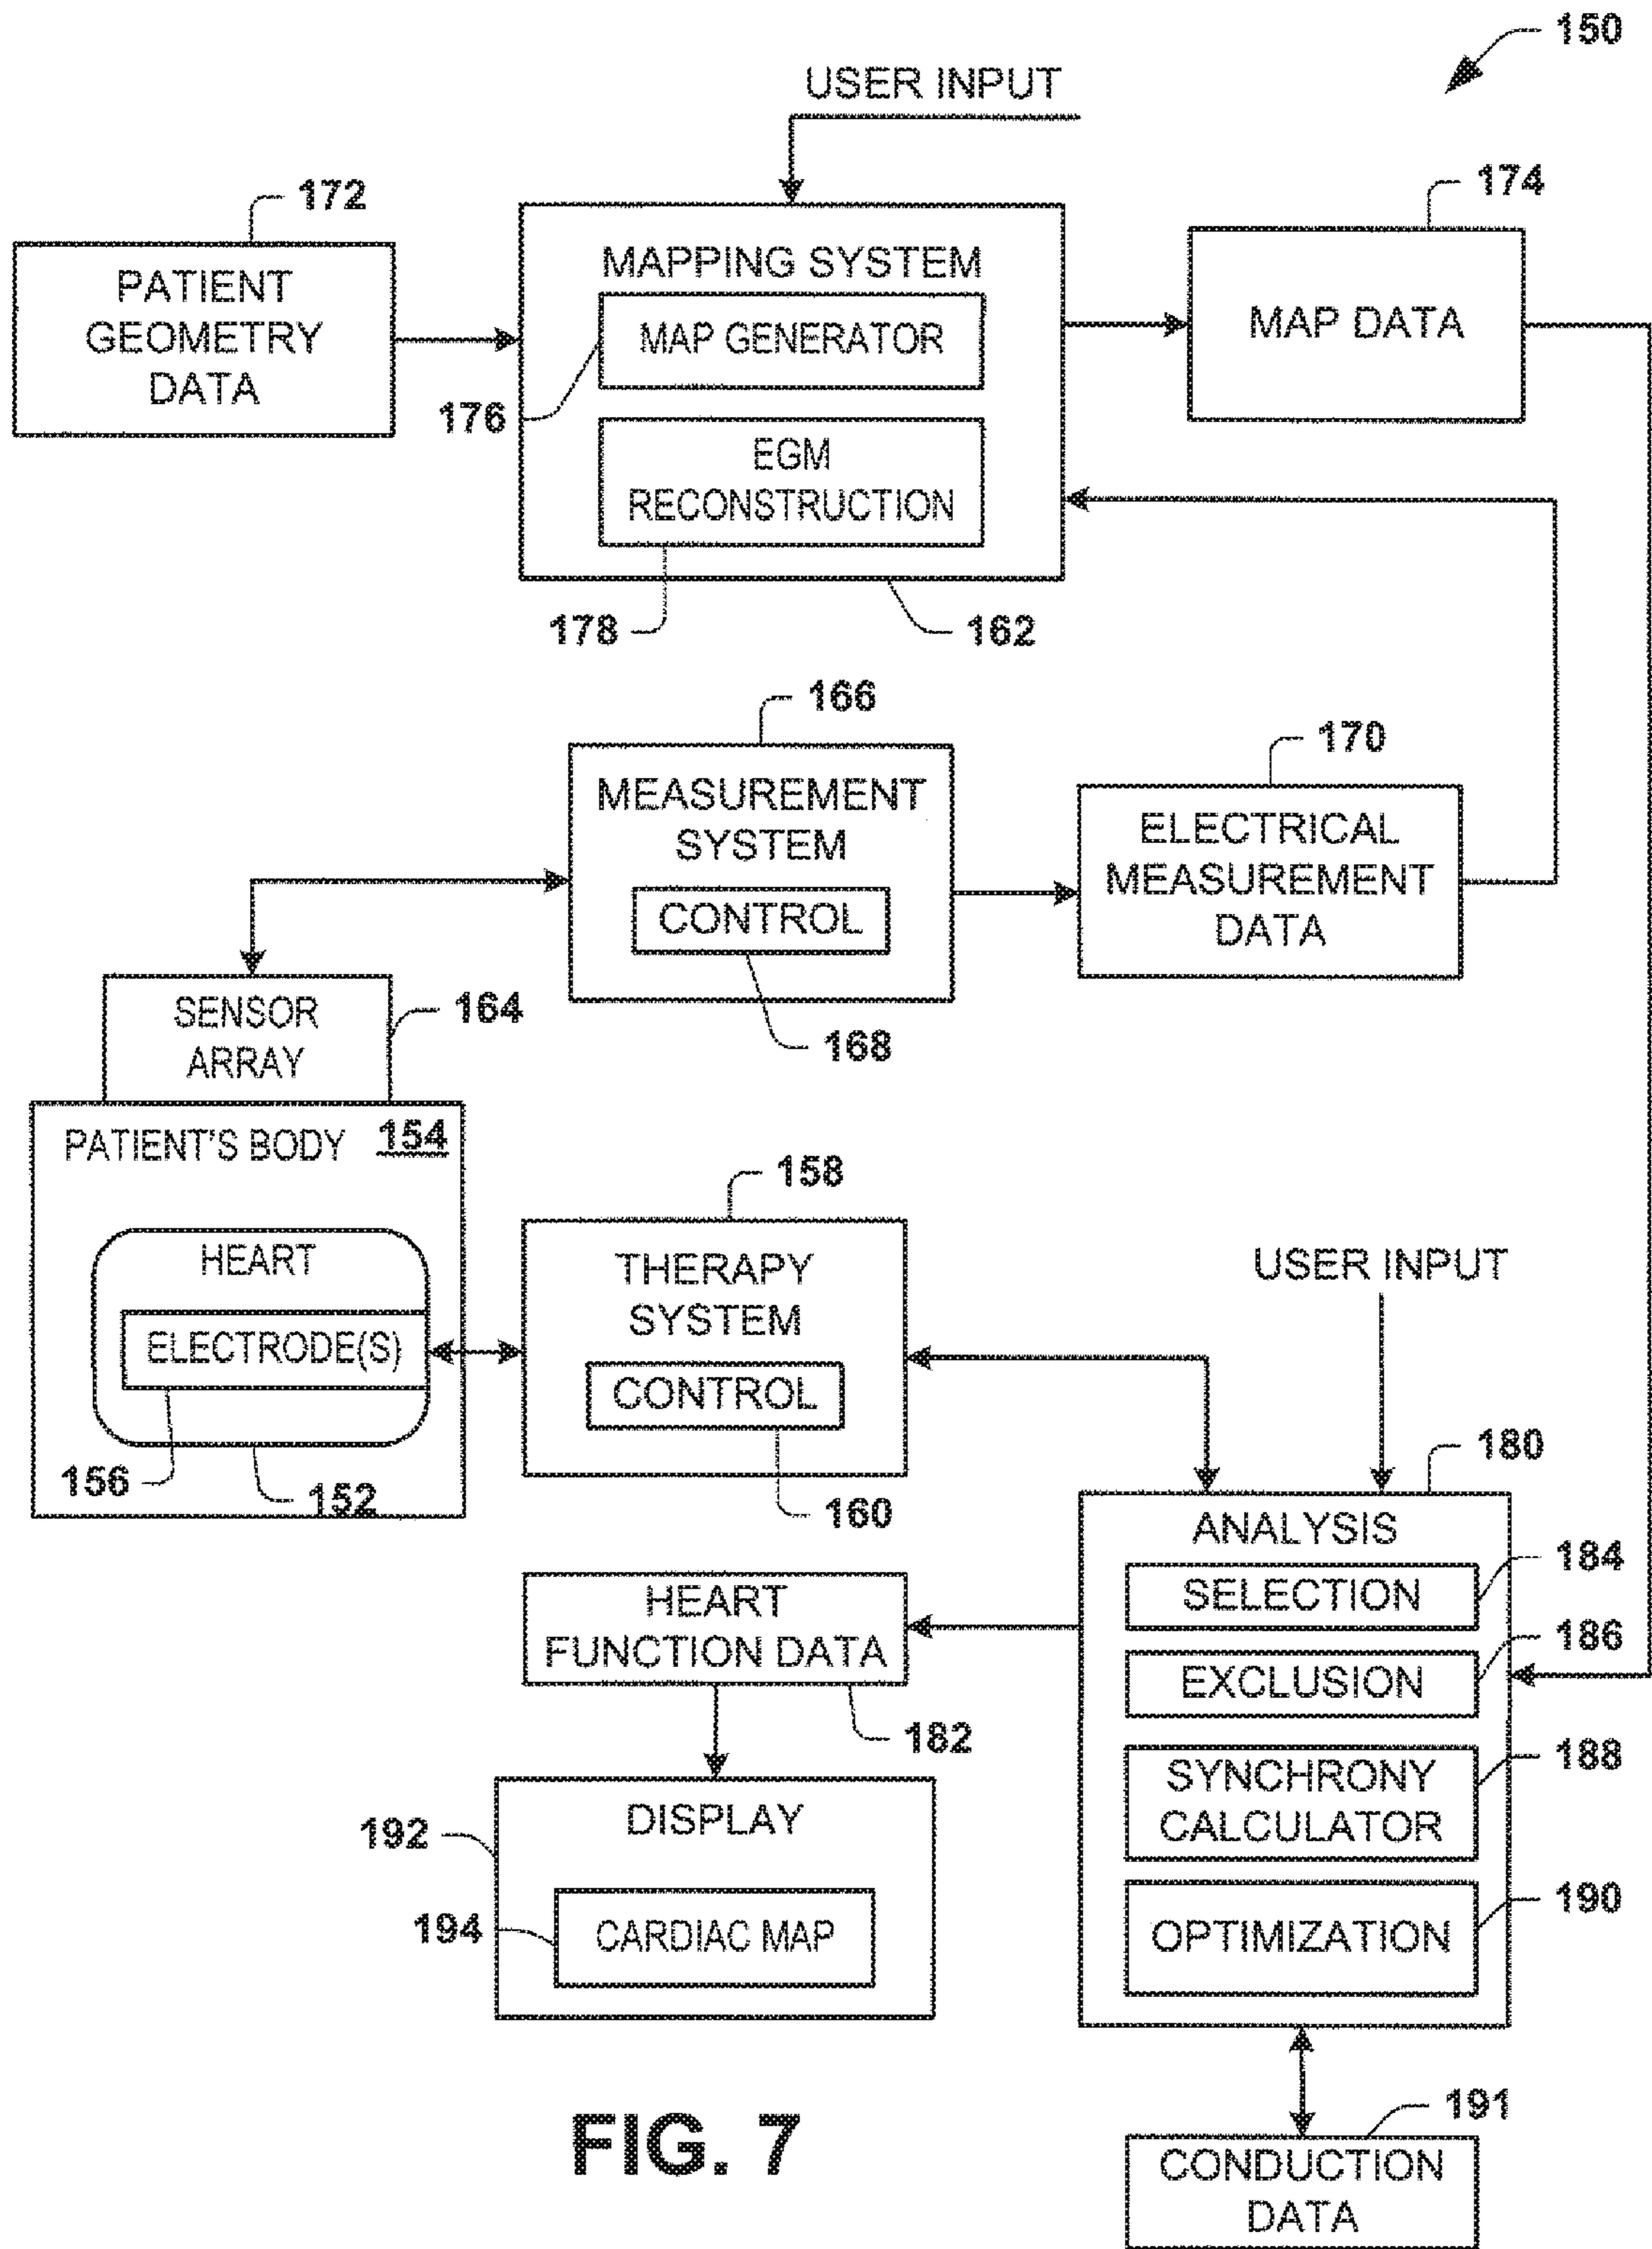 150
USER INPUT
172
174
PATIENT
GEOMETRY
DATA
MAPPING SYSTEM
MAP GENERATOR
176
EGM
RECONSTRUCTION
178
162
MAP DATA
166
MEASUREMENT
SYSTEM
CONTROL
168
170
ELECTRICAL
MEASUREMENT
DATA
SENSOR
ARRAY
164
PATIENT'S BODY 154
HEART
ELECTRODE(S)
156
152
158
THERAPY
SYSTEM
CONTROL
160
USER INPUT
180
ANALYSIS
SELECTION
184
EXCLUSION
186
SYNCHRONY
CALCULATOR
188
OPTIMIZATION
190
HEART
FUNCTION DATA
182
DISPLAY
192
CARDIAC MAP
194
191
CONDUCTION
DATA
FIG. 7